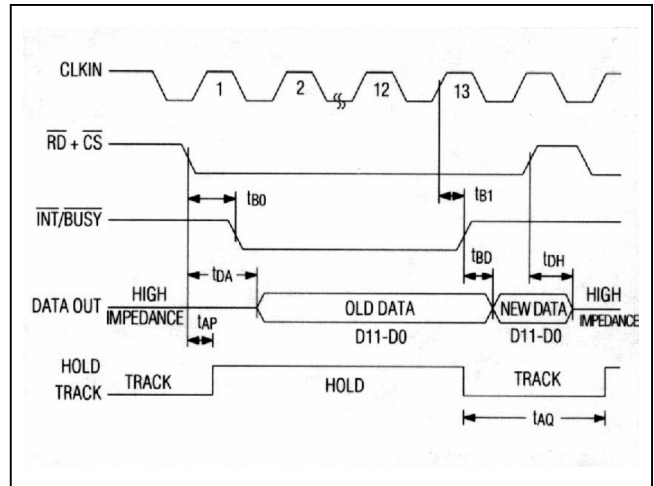 CLKIN
1 2 12 13
RD + CS
tB0 tB1
INT/BUSY
tDA tBD tDH
DATA OUT HIGH IMPEDANCE OLD DATA NEW DATA HIGH IMPEDANCE
D11-D0 D11-D0
tAP
HOLD
TRACK TRACK HOLD TRACK
tAQ